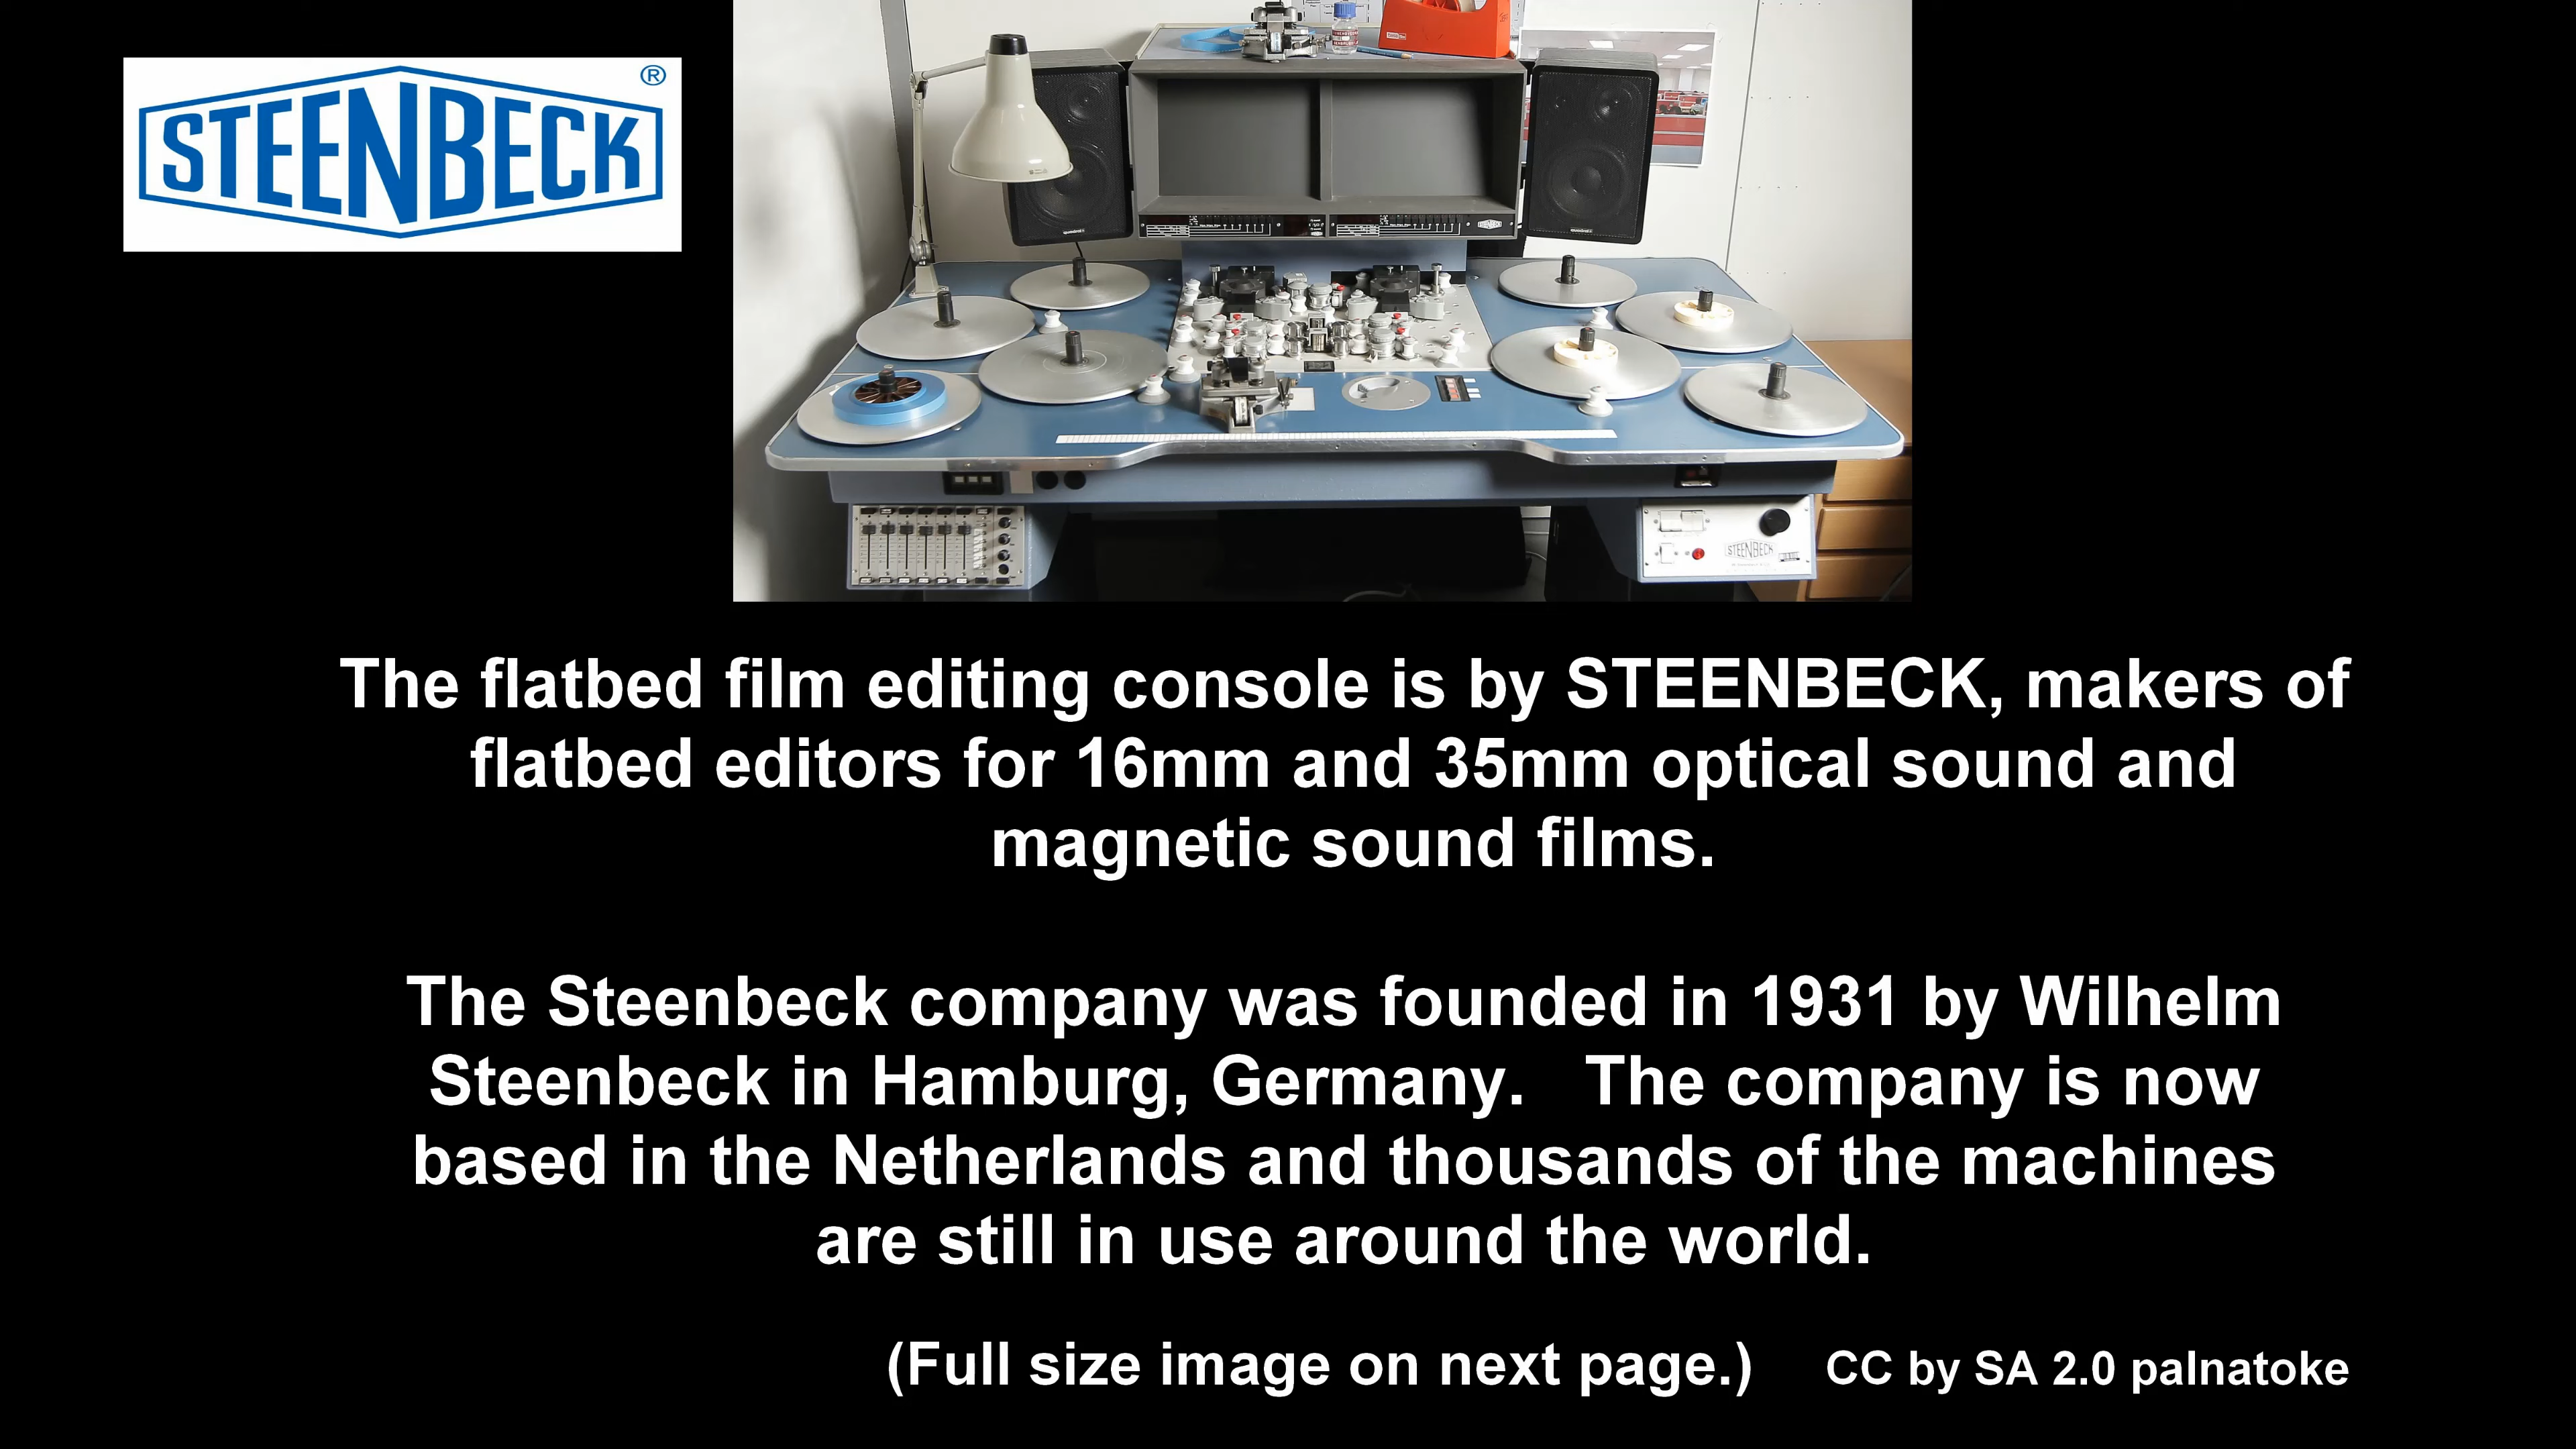 STEENBECK®
STEENBECK
The flatbed film editing console is by STEENBECK, makers of
flatbed editors for 16mm and 35mm optical sound and
magnetic sound films.
The Steenbeck company was founded in 1931 by Wilhelm
Steenbeck in Hamburg, Germany. The company is now
based in the Netherlands and thousands of the machines
are still in use around the world.
(Full size image on next page.) CC by SA 2.0 palnatoke